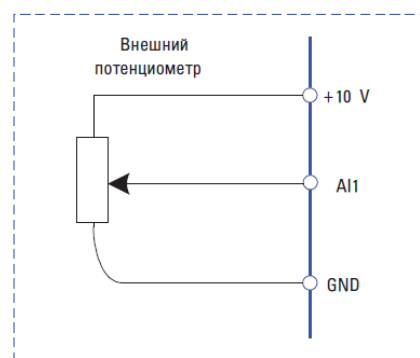 Внешний
потенциометр
+10 V
AI1
GND